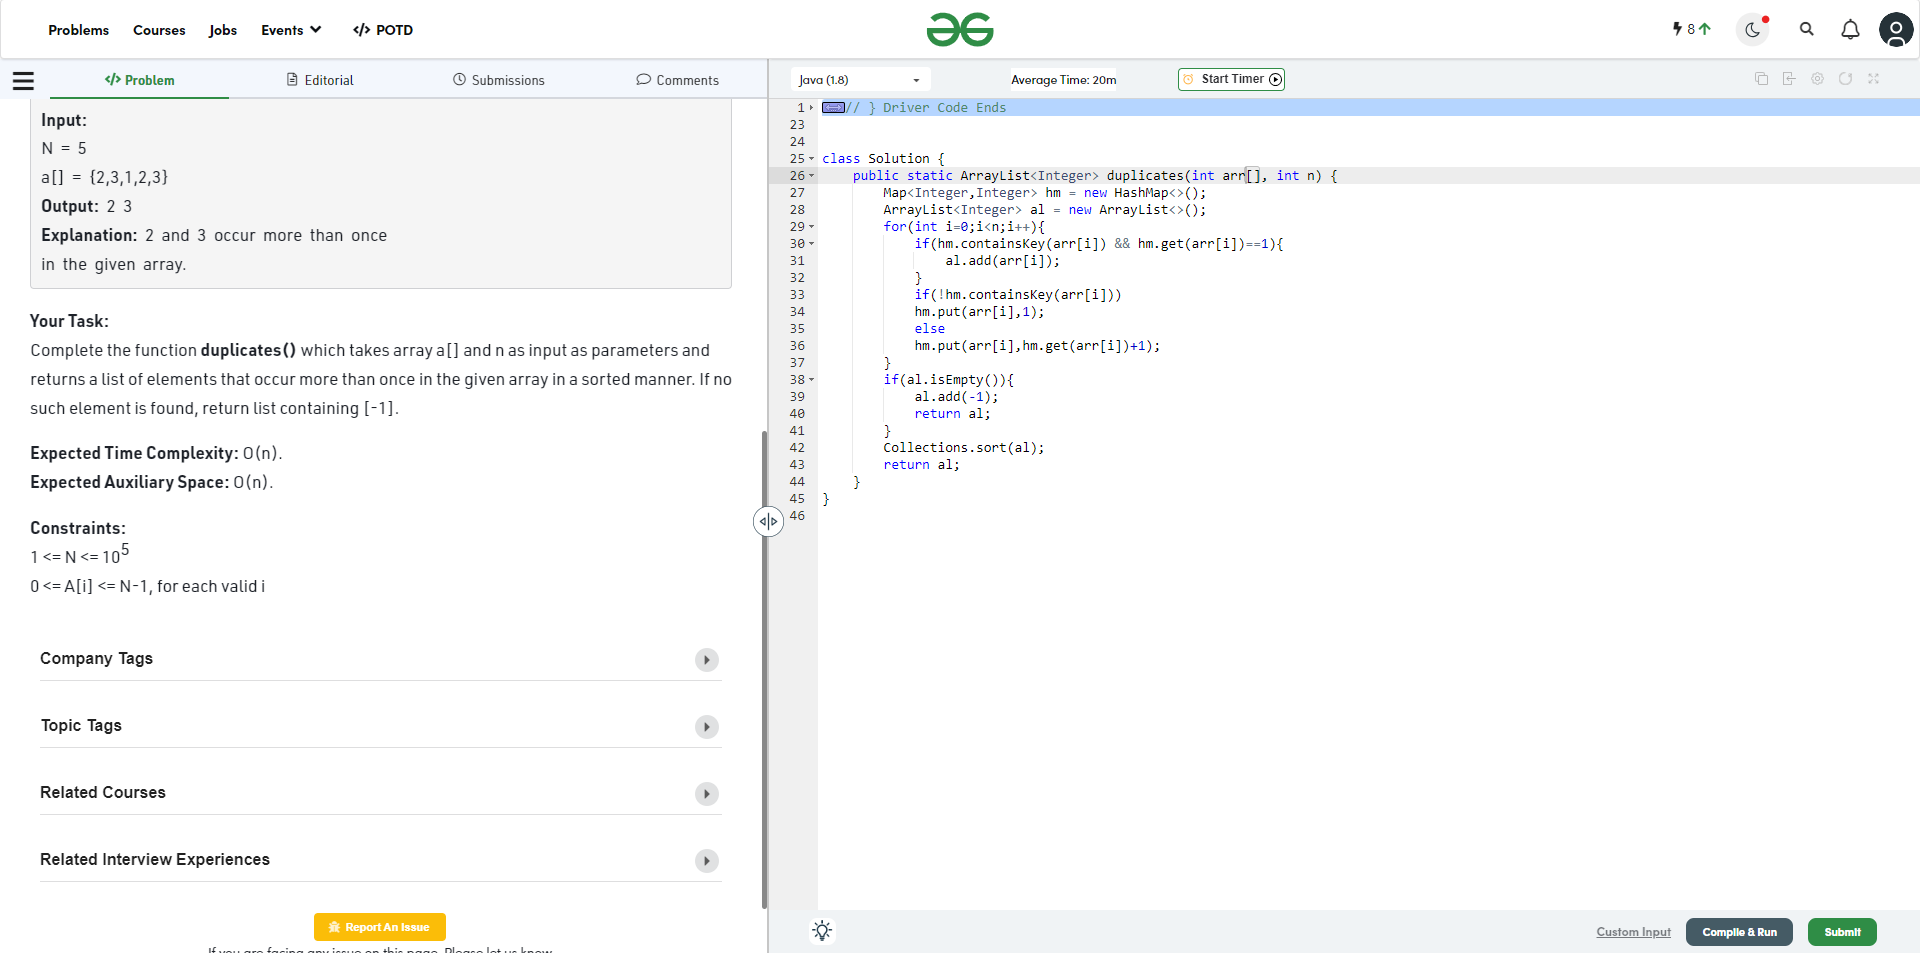 Problems Courses Jobs Events </> POTD
8
</> Problem Editorial Submissions Comments
Input:
N = 5
a[] = {2,3,1,2,3}
Output: 2 3
Explanation: 2 and 3 occur more than once
in the given array.
Your Task:
Complete the function duplicates() which takes array a[] and n as input as parameters and
returns a list of elements that occur more than once in the given array in a sorted manner. If no
such element is found, return list containing [-1].
Expected Time Complexity: O(n).
Expected Auxiliary Space: O(n).
Constraints:
1 <= N <= 10^5
0 <= A[i] <= N-1, for each valid i
Company Tags
Topic Tags
Related Courses
Related Interview Experiences
Report An Issue
If you are facing any issue on this page. Please let us know.
Java (1.8) Average Time: 20m Start Timer
1 // } Driver Code Ends
23
24
25 class Solution {
26 public static ArrayList<Integer> duplicates(int arr[], int n) {
27 Map<Integer,Integer> hm = new HashMap<>();
28 ArrayList<Integer> al = new ArrayList<>();
29 for(int i=0;i<n;i++){
30 if(hm.containsKey(arr[i]) && hm.get(arr[i])==1){
31 al.add(arr[i]);
32 }
33 if(!hm.containsKey(arr[i]))
34 hm.put(arr[i],1);
35 else
36 hm.put(arr[i],hm.get(arr[i])+1);
37 }
38 if(al.isEmpty()){
39 al.add(-1);
40 return al;
41 }
42 Collections.sort(al);
43 return al;
44 }
45 }
46
Custom Input Compile & Run Submit